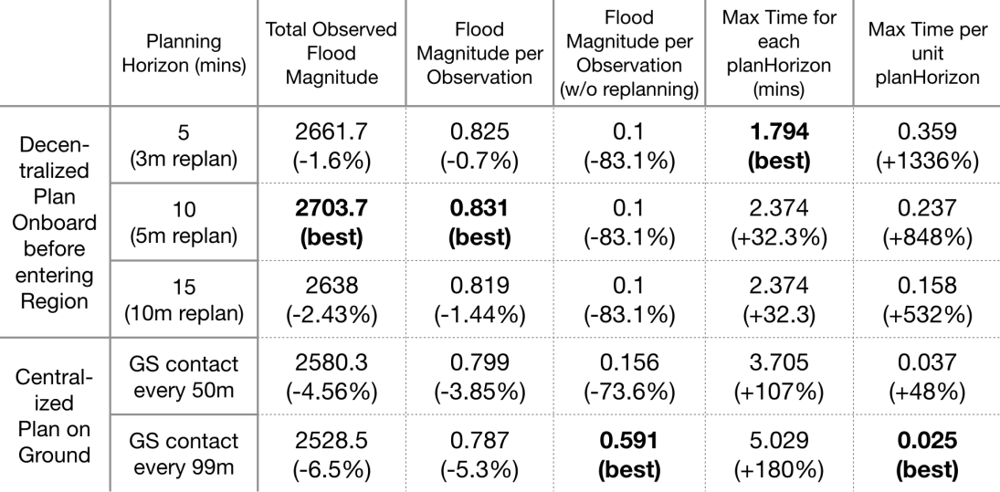 Planning
Horizon (mins)
Total Observed
Flood
Magnitude
Flood
Magnitude per
Observation
Flood
Magnitude per
Observation
(w/o replanning)
Max Time for
each
planHorizon
(mins)
Max Time per
unit
planHorizon
Decen-
tralized
Plan
Onboard
before
entering
Region
5
(3m replan)
2661.7
(-1.6%)
0.825
(-0.7%)
0.1
(-83.1%)
1.794
(best)
0.359
(+1336%)
10
(5m replan)
2703.7
(best)
0.831
(best)
0.1
(-83.1%)
2.374
(+32.3%)
0.237
(+848%)
15
(10m replan)
2638
(-2.43%)
0.819
(-1.44%)
0.1
(-83.1%)
2.374
(+32.3)
0.158
(+532%)
Central-
ized
Plan on
Ground
GS contact
every 50m
2580.3
(-4.56%)
0.799
(-3.85%)
0.156
(-73.6%)
3.705
(+107%)
0.037
(+48%)
GS contact
every 99m
2528.5
(-6.5%)
0.787
(-5.3%)
0.591
(best)
5.029
(+180%)
0.025
(best)